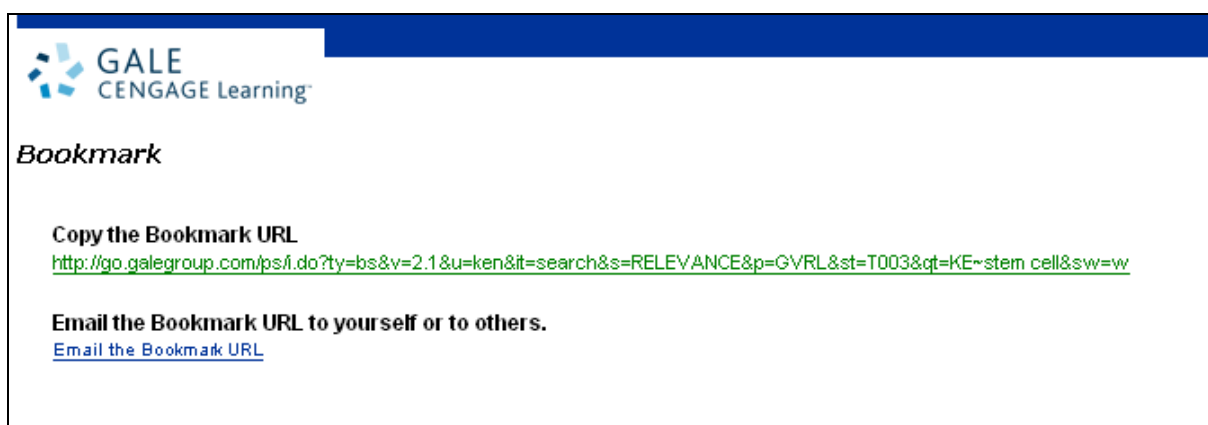 GALE
CENGAGE Learning™
Bookmark
Copy the Bookmark URL
http://go.galegroup.com/ps/i.do?ty=bs&v=2.1&u=ken&it=search&s=RELEVANCE&p=GVRL&st=T003&qt=KE~stem cell&sw=w
Email the Bookmark URL to yourself or to others.
Email the Bookmark URL